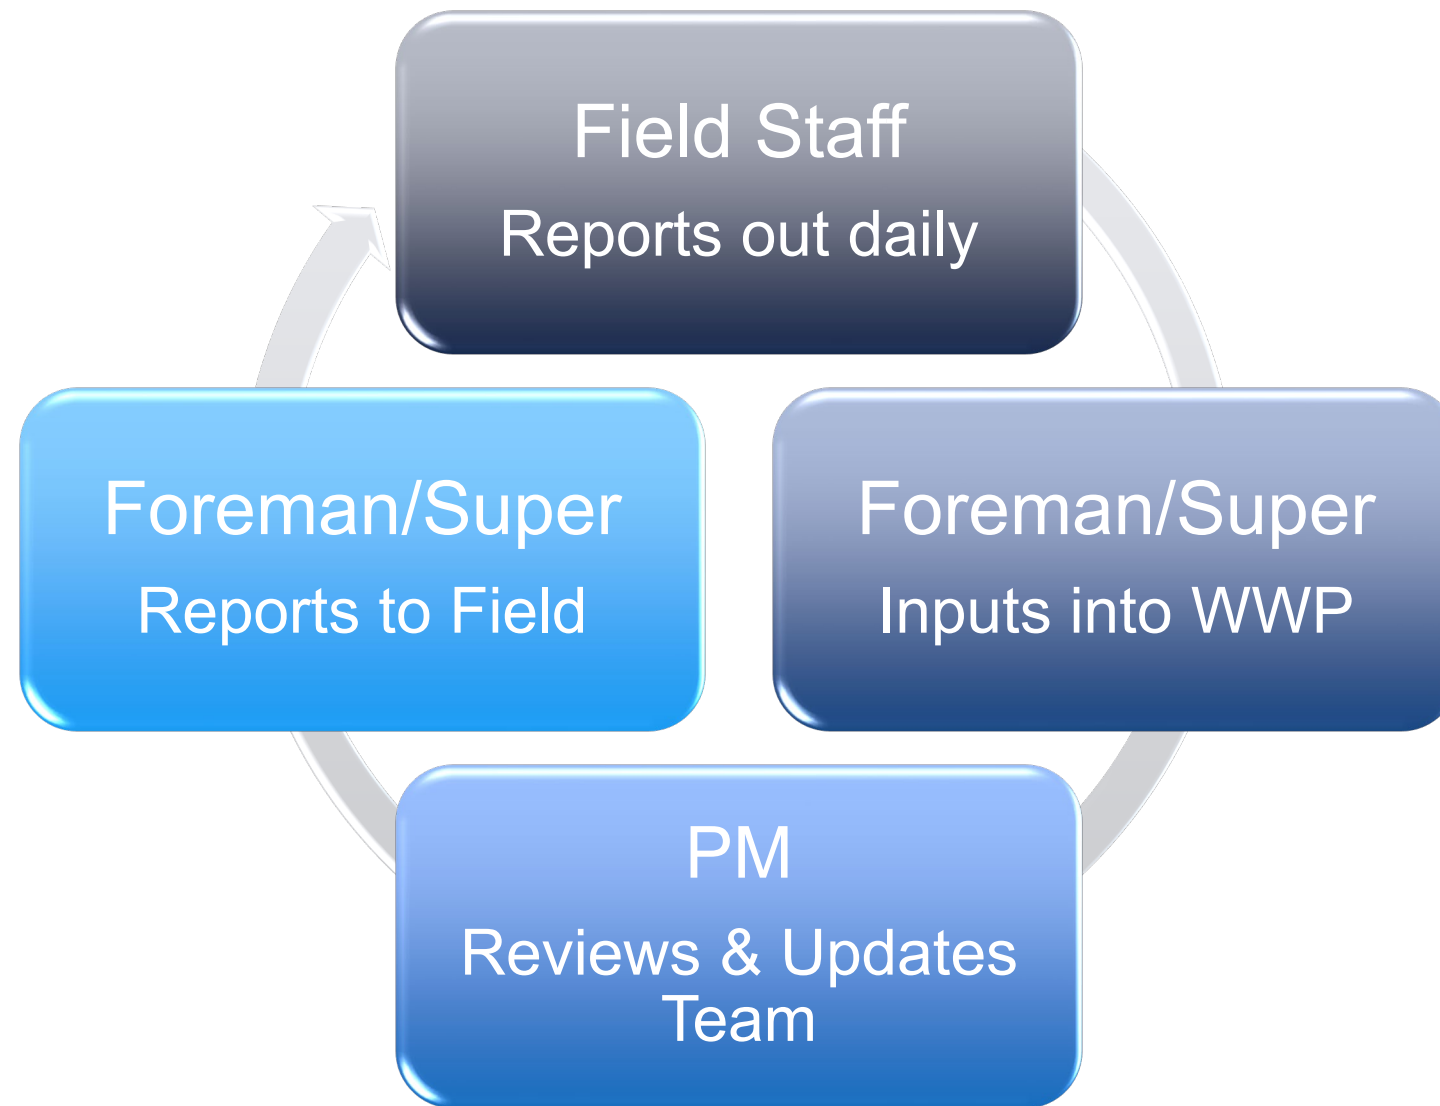 Field Staff
Reports out daily
Foreman/Super
Inputs into WWP
PM
Reviews & Updates
Team
Foreman/Super
Reports to Field